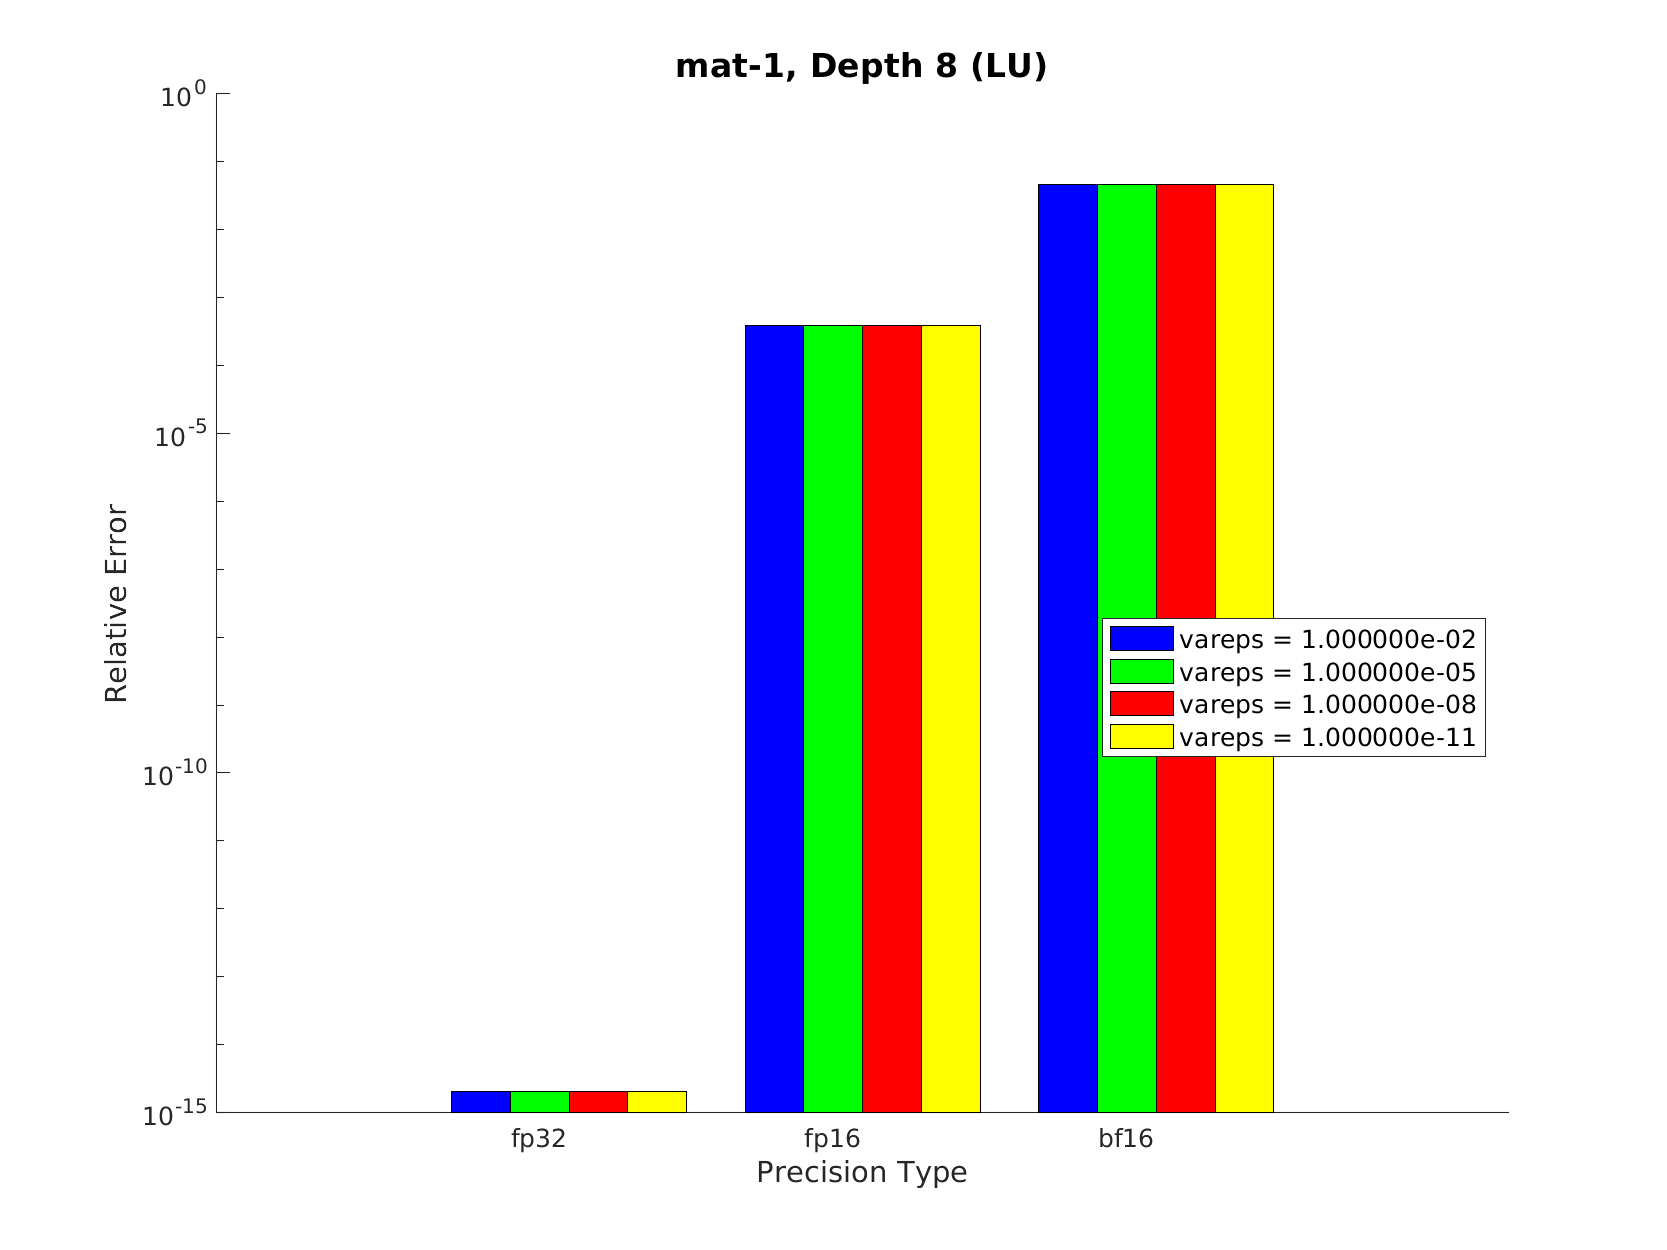 mat-1, Depth 8 (LU)
10^0
10^-5
10^-10
10^-15
Relative Error
vareps = 1.000000e-02
vareps = 1.000000e-05
vareps = 1.000000e-08
vareps = 1.000000e-11
fp32 fp16 bf16
Precision Type